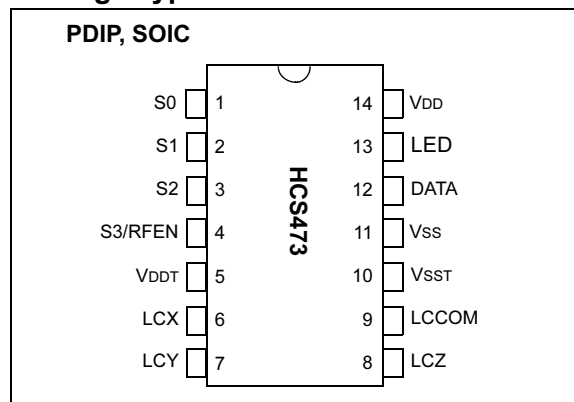 PDIP, SOIC
S0 1 14 VDD
S1 2 13 LED
S2 3 12 DATA
S3/RFEN 4 11 VSS
VDDT 5 10 VSST
LCX 6 9 LCCOM
LCY 7 8 LCZ
HCS473